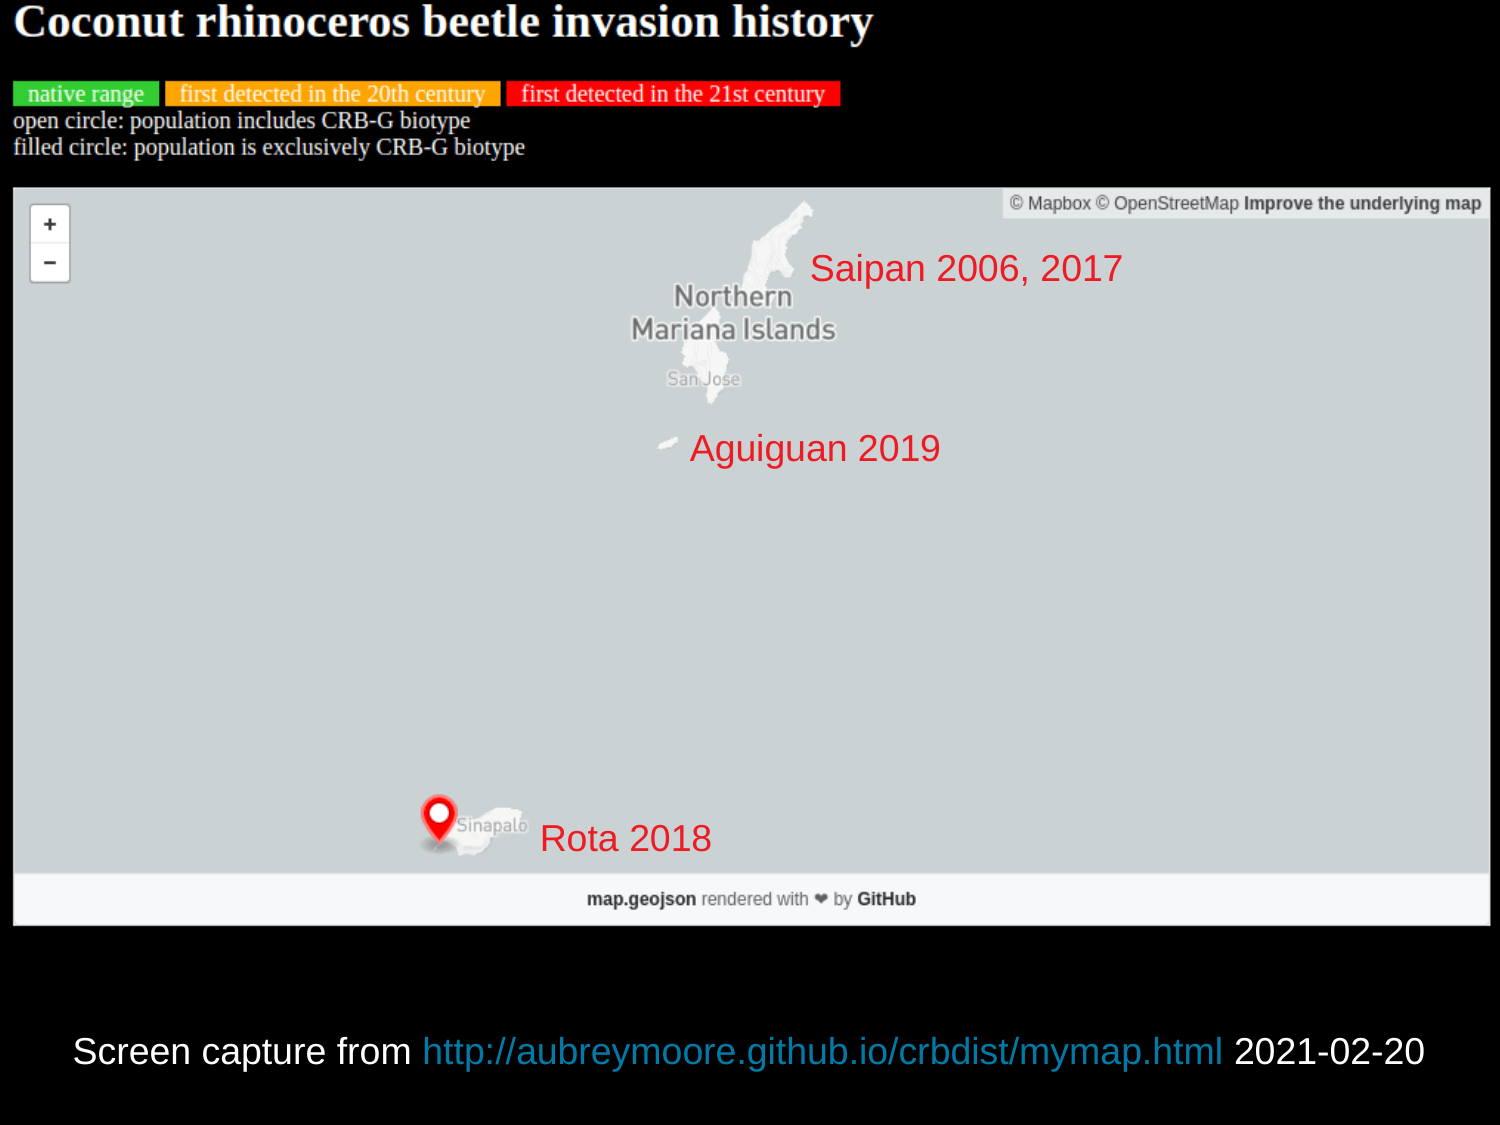 Coconut rhinoceros beetle invasion history
native range first detected in the 20th century first detected in the 21st century
open circle: population includes CRB-G biotype
filled circle: population is exclusively CRB-G biotype
+
−
© Mapbox © OpenStreetMap Improve the underlying map
Saipan 2006, 2017
Northern
Mariana Islands
San Jose
Aguiguan 2019
Sinapalo
Rota 2018
map.geojson rendered with ❤ by GitHub
Screen capture from http://aubreymoore.github.io/crbdist/mymap.html 2021-02-20